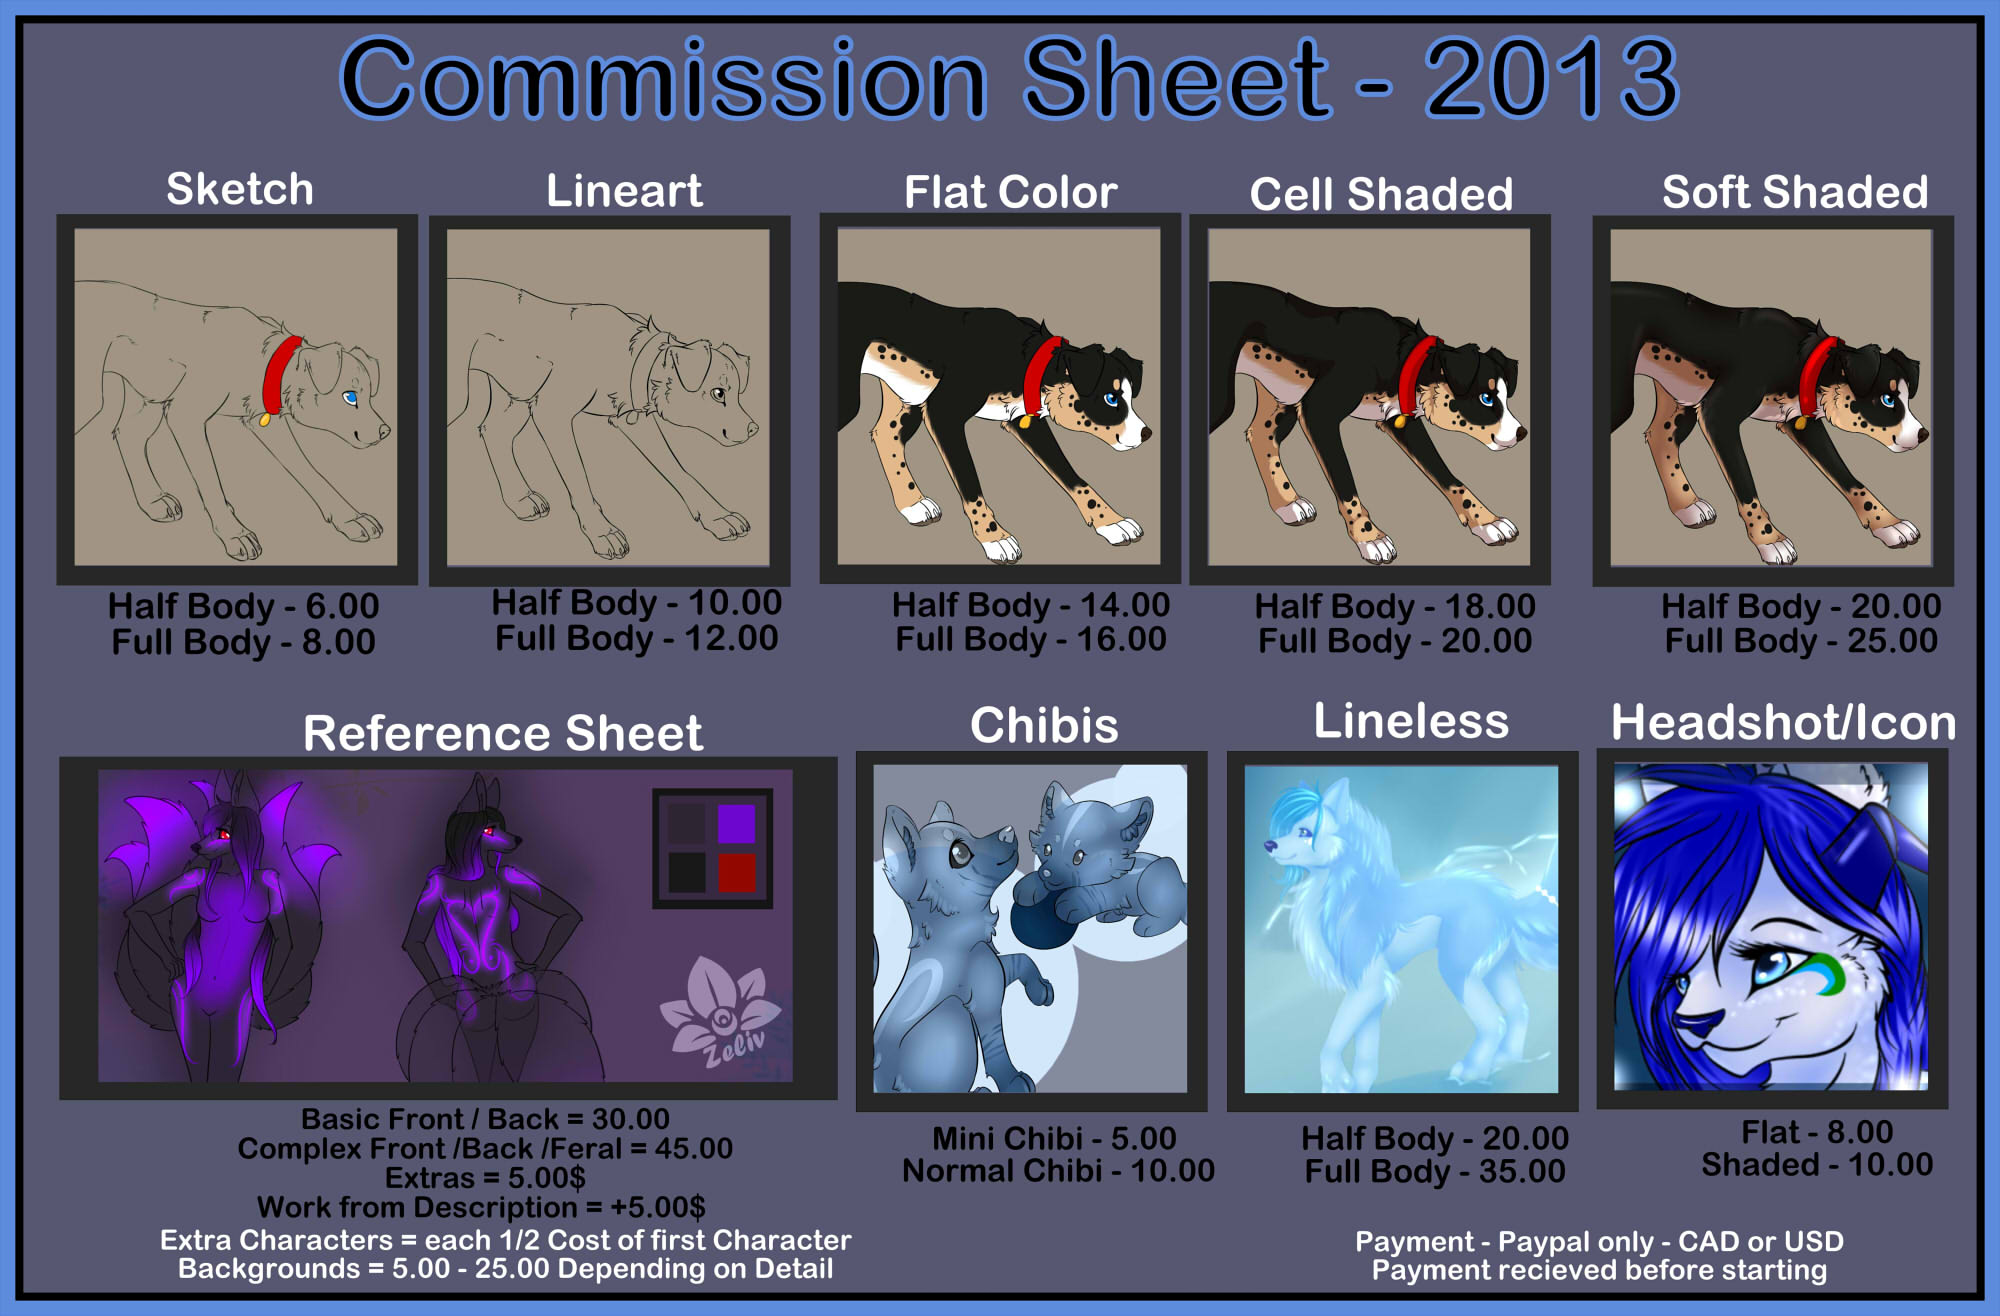 Commission Sheet - 2013
Sketch
Half Body - 6.00
Full Body - 8.00
Lineart
Half Body - 10.00
Full Body - 12.00
Flat Color
Half Body - 14.00
Full Body - 16.00
Cell Shaded
Half Body - 18.00
Full Body - 20.00
Soft Shaded
Half Body - 20.00
Full Body - 25.00
Reference Sheet
Zeliv
Basic Front / Back = 30.00
Complex Front /Back /Feral = 45.00
Extras = 5.00$
Work from Description = +5.00$
Extra Characters = each 1/2 Cost of first Character
Backgrounds = 5.00 - 25.00 Depending on Detail
Chibis
Mini Chibi - 5.00
Normal Chibi - 10.00
Lineless
Half Body - 20.00
Full Body - 35.00
Headshot/Icon
Flat - 8.00
Shaded - 10.00
Payment - Paypal only - CAD or USD
Payment recieved before starting